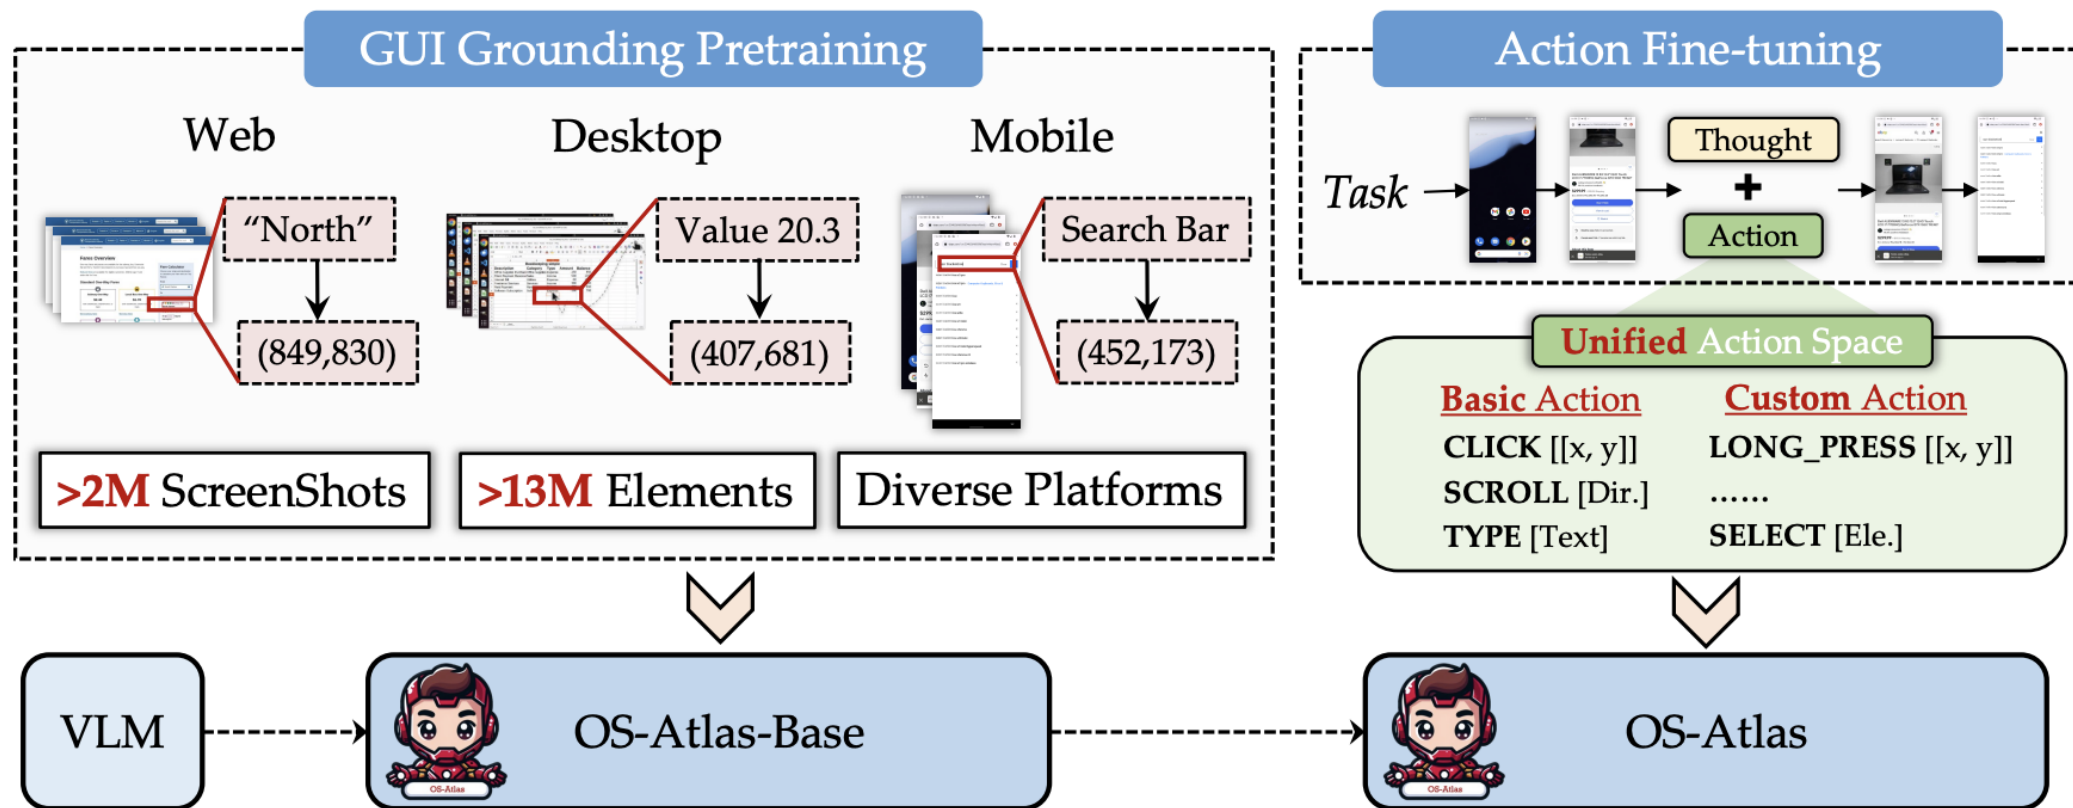 GUI Grounding Pretraining
Web
Desktop
Mobile
“North”
(849,830)
Value 20.3
(407,681)
Search Bar
(452,173)
>2M ScreenShots
>13M Elements
Diverse Platforms
Action Fine-tuning
Task
Thought
+
Action
Unified Action Space
Basic Action
CLICK [[x, y]]
SCROLL [Dir.]
TYPE [Text]
Custom Action
LONG_PRESS [[x, y]]
......
SELECT [Ele.]
VLM
OS-Atlas-Base
OS-Atlas
OS-Atlas
OS-Atlas